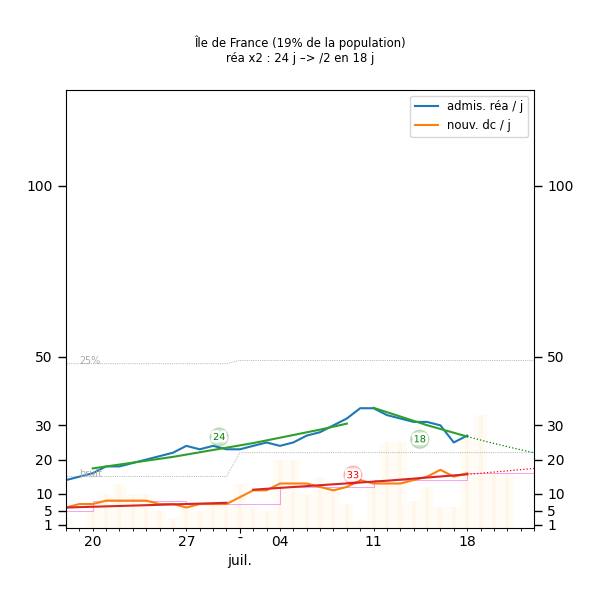 Île de France (19% de la population)
réa x2 : 24 j –> /2 en 18 j
admis. réa / j
nouv. dc / j
100 100
25%
50 50
24
18
33
30 30
20 20
10 10
5 5
1 1
20 27 - 04 11 18
juil.